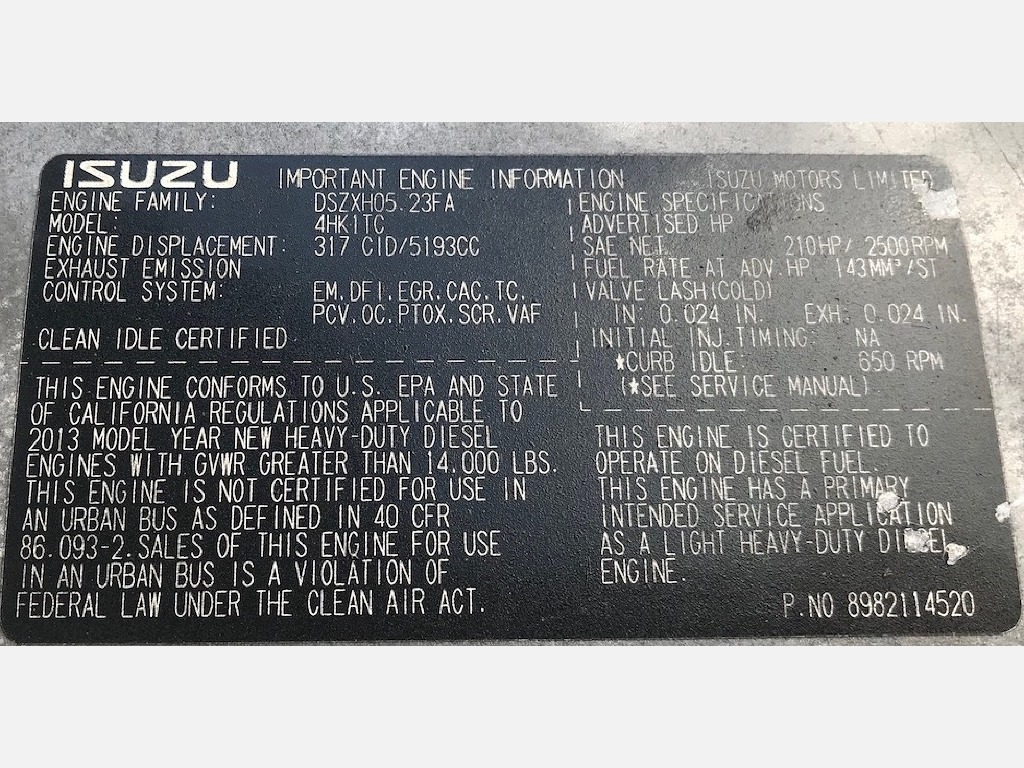 ISUZU IMPORTANT ENGINE INFORMATION ISUZU MOTORS LIMITED
ENGINE FAMILY: DSZXH05.23FA
MODEL: 4HK1TC
ENGINE DISPLACEMENT: 317 CID/5193CC
EXHAUST EMISSION
CONTROL SYSTEM: EM.DFI.EGR.CAC.TC.
PCV.OC.PTOX.SCR.VAF
CLEAN IDLE CERTIFIED
ENGINE SPECIFICATIONS
ADVERTISED HP
SAE NET. 210HP/ 2500RPM
FUEL RATE AT ADV.HP 143MM³/ST
VALVE LASH(COLD)
IN: 0.024 IN. EXH: 0.024 IN.
INITIAL INJ.TIMING: NA
★CURB IDLE: 650 RPM
(★SEE SERVICE MANUAL)
THIS ENGINE CONFORMS TO U.S. EPA AND STATE
OF CALIFORNIA REGULATIONS APPLICABLE TO
2013 MODEL YEAR NEW HEAVY-DUTY DIESEL
ENGINES WITH GVWR GREATER THAN 14.000 LBS.
THIS ENGINE IS NOT CERTIFIED FOR USE IN
AN URBAN BUS AS DEFINED IN 40 CFR
86.093-2.SALES OF THIS ENGINE FOR USE
IN AN URBAN BUS IS A VIOLATION OF
FEDERAL LAW UNDER THE CLEAN AIR ACT.
THIS ENGINE IS CERTIFIED TO
OPERATE ON DIESEL FUEL.
THIS ENGINE HAS A PRIMARY
INTENDED SERVICE APPLICATION
AS A LIGHT HEAVY-DUTY DIESEL
ENGINE.
P.NO 8982114520